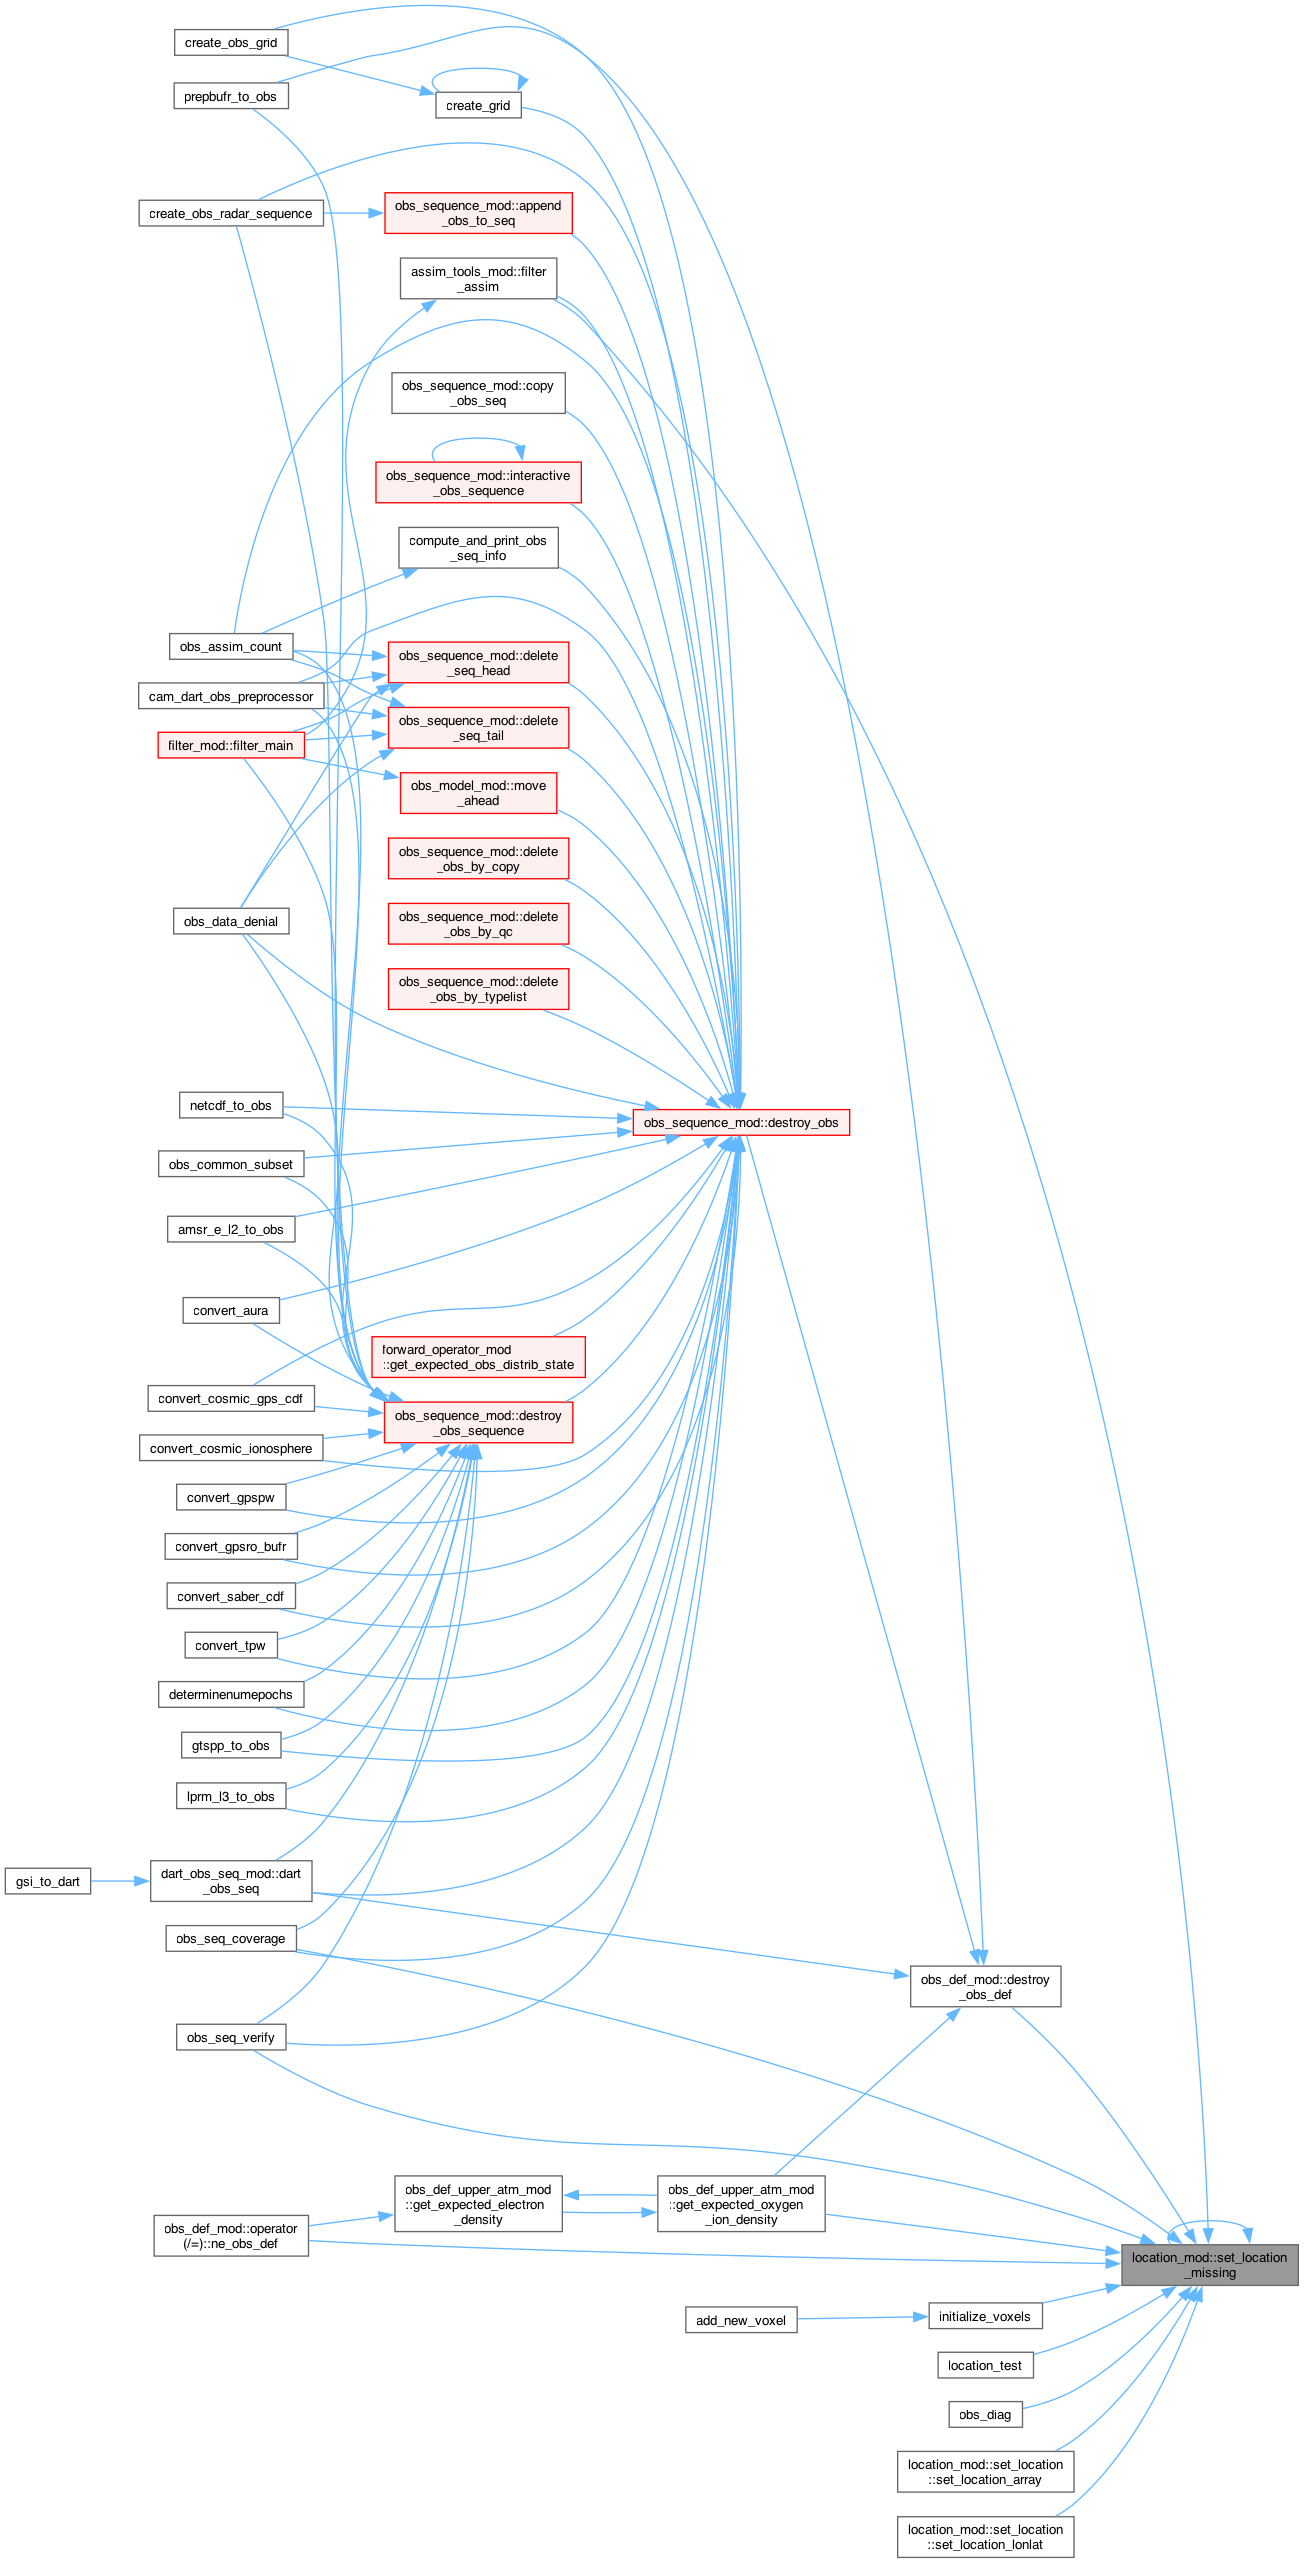 create_obs_grid
prepbufr_to_obs
create_grid
create_obs_radar_sequence
obs_sequence_mod::append
_obs_to_seq
assim_tools_mod::filter
_assim
obs_sequence_mod::copy
_obs_seq
obs_sequence_mod::interactive
_obs_sequence
compute_and_print_obs
_seq_info
obs_assim_count
obs_sequence_mod::delete
_seq_head
cam_dart_obs_preprocessor
obs_sequence_mod::delete
_seq_tail
filter_mod::filter_main
obs_model_mod::move
_ahead
obs_sequence_mod::delete
_obs_by_copy
obs_data_denial
obs_sequence_mod::delete
_obs_by_qc
obs_sequence_mod::delete
_obs_by_typelist
netcdf_to_obs
obs_sequence_mod::destroy_obs
obs_common_subset
amsr_e_l2_to_obs
convert_aura
forward_operator_mod
::get_expected_obs_distrib_state
convert_cosmic_gps_cdf
obs_sequence_mod::destroy
_obs_sequence
convert_cosmic_ionosphere
convert_gpspw
convert_gpsro_bufr
convert_saber_cdf
convert_tpw
determinenumepochs
gtspp_to_obs
lprm_l3_to_obs
gsi_to_dart
dart_obs_seq_mod::dart
_obs_seq
obs_seq_coverage
obs_def_mod::destroy
_obs_def
obs_seq_verify
obs_def_upper_atm_mod
::get_expected_electron
_density
obs_def_upper_atm_mod
::get_expected_oxygen
_ion_density
obs_def_mod::operator
(/=)::ne_obs_def
location_mod::set_location
_missing
add_new_voxel
initialize_voxels
location_test
obs_diag
location_mod::set_location
::set_location_array
location_mod::set_location
::set_location_lonlat